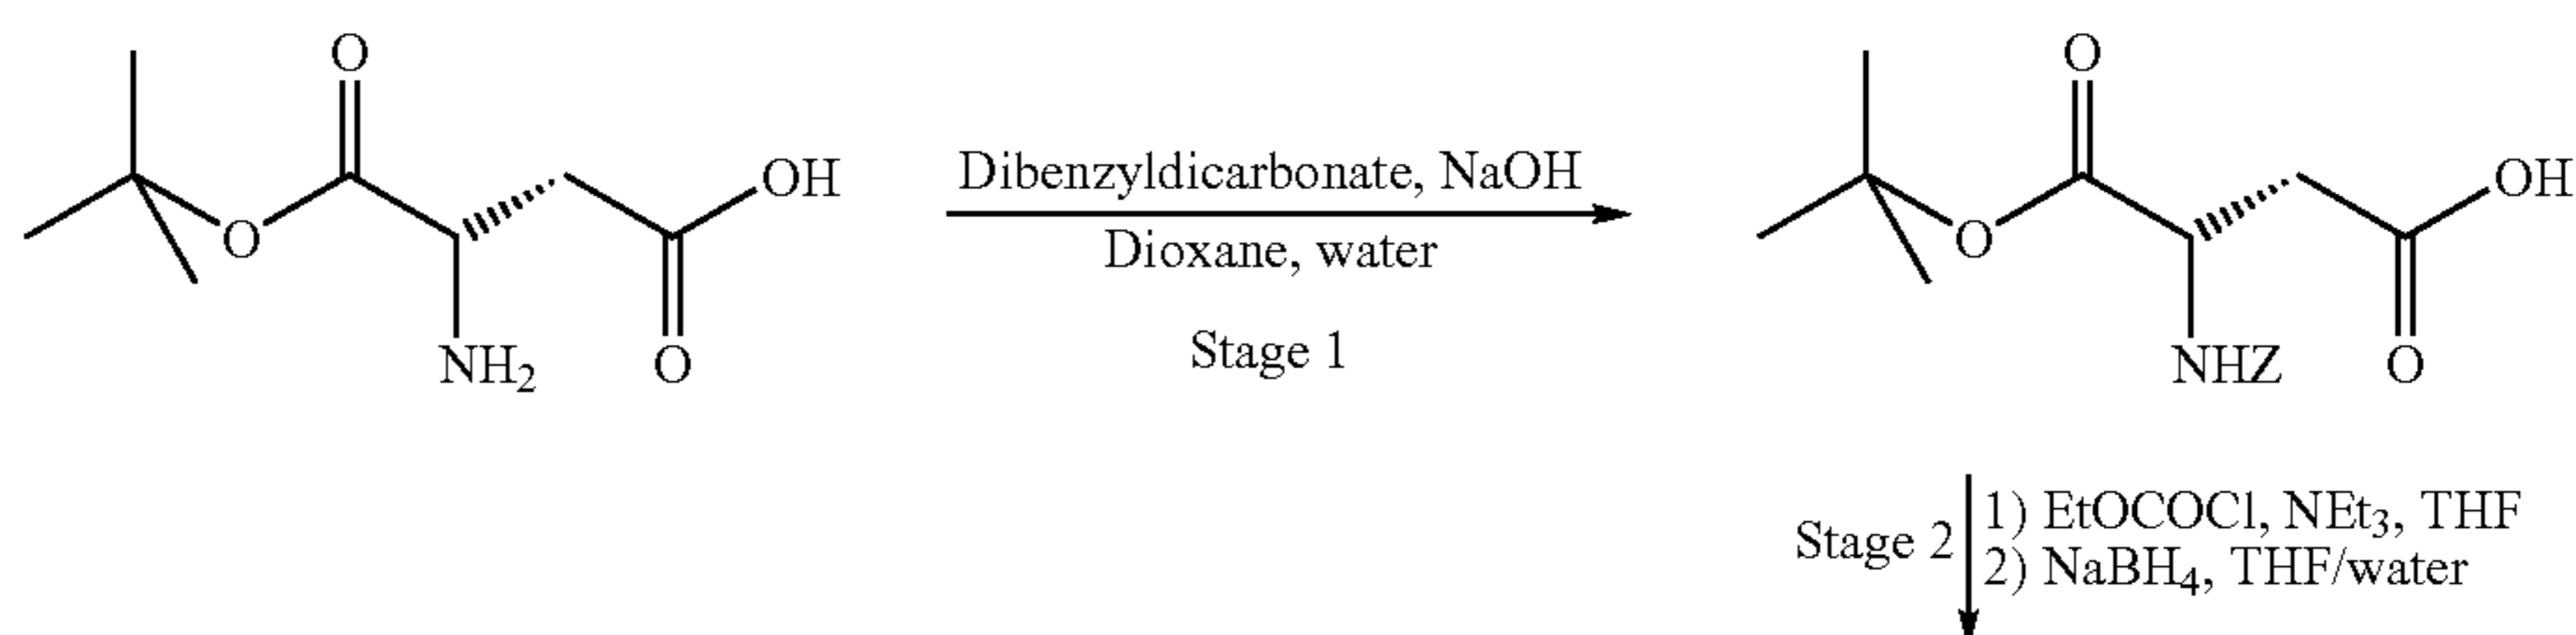 O
O
OH
O
NH2
O
Dibenzyldicarbonate, NaOH
Dioxane, water
Stage 1
O
O
OH
NHZ
O
Stage 2
1) EtOCOCl, NEt3, THF
2) NaBH4, THF/water